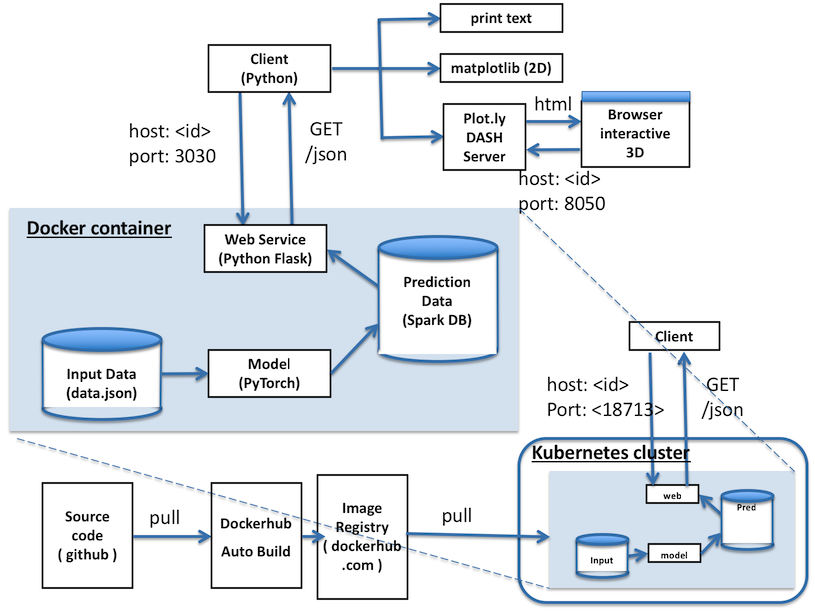 print text
Client
(Python)
matplotlib (2D)
Plot.ly
DASH
Server
html
Browser
interactive
3D
host: <id>
port: 3030
GET
/json
host: <id>
port: 8050
Docker container
Web Service
(Python Flask)
Prediction
Data
(Spark DB)
Input Data
(data.json)
Model
(PyTorch)
Client
host: <id>
Port: <18713>
GET
/json
Kubernetes cluster
web
Pred
Input
model
Source
code
( github )
pull
Dockerhub
Auto Build
Image
Registry
( dockerhub
.com )
pull